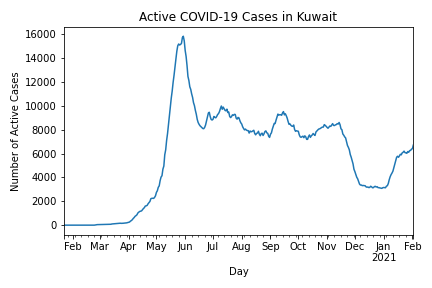 Active COVID-19 Cases in Kuwait
Number of Active Cases
16000
14000
12000
10000
8000
6000
4000
2000
0
Feb Mar Apr May Jun Jul Aug Sep Oct Nov Dec Jan Feb
2021
Day